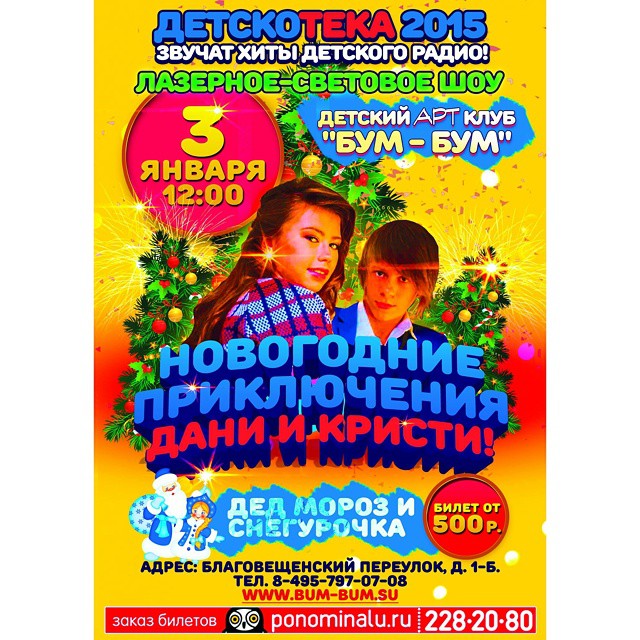 ДЕТСКОТЕКА 2015
ЗВУЧАТ ХИТЫ ДЕТСКОГО РАДИО!
ЛАЗЕРНОЕ-СВЕТОВОЕ ШОУ
3
ЯНВАРЯ
12:00
ДЕТСКИЙ АРТ КЛУБ
"БУМ - БУМ"
НОВОГОДНИЕ
ПРИКЛЮЧЕНИЯ
ДАНИ И КРИСТИ!
ДЕД МОРОЗ И
СНЕГУРОЧКА
БИЛЕТ ОТ
500 Р.
АДРЕС: БЛАГОВЕЩЕНСКИЙ ПЕРЕУЛОК, Д. 1-Б.
ТЕЛ. 8-495-797-07-08
WWW.BUM-BUM.SU
заказ билетов ponominalu.ru 228-20-80